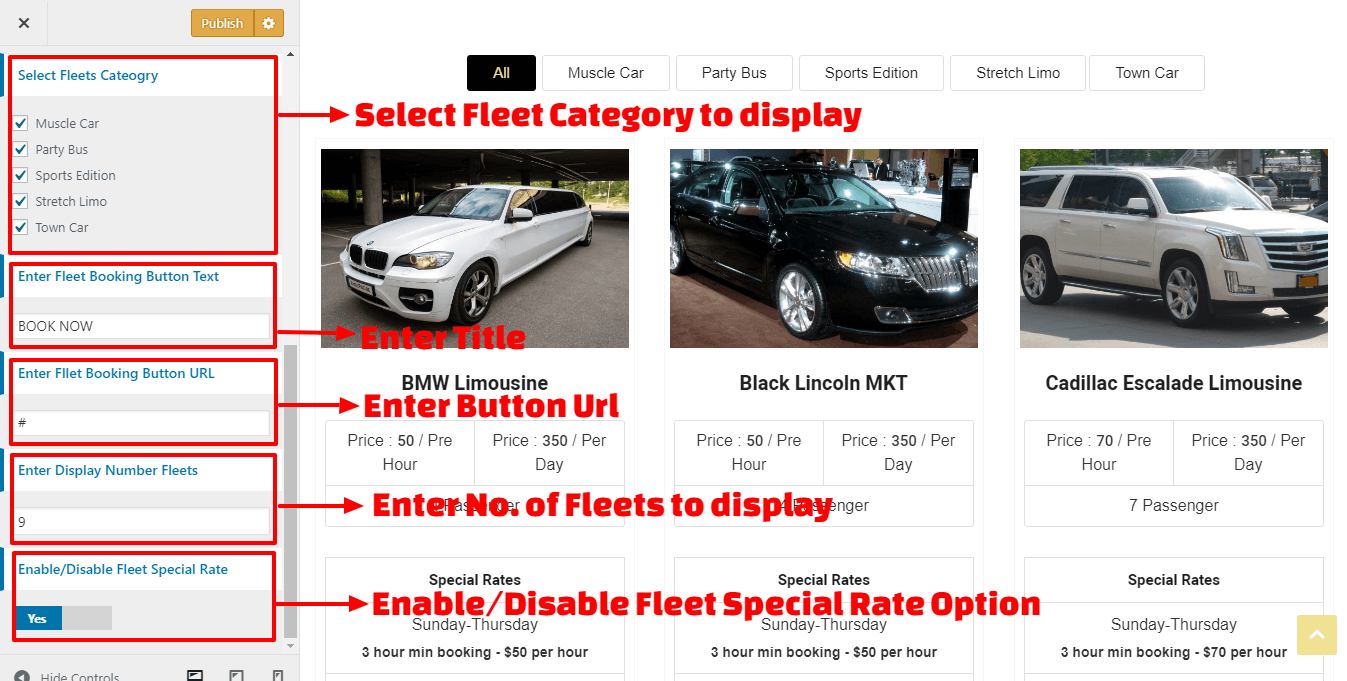 Publish
Select Fleets Cateogry
Muscle Car
Party Bus
Sports Edition
Stretch Limo
Town Car
Enter Fleet Booking Button Text
BOOK NOW
Enter Fllet Booking Button URL
#
Enter Display Number Fleets
9
Enable/Disable Fleet Special Rate
Yes
Hide Controls
All
Muscle Car
Party Bus
Sports Edition
Stretch Limo
Town Car
Select Fleet Category to display
Enter Title
Enter Button Url
Enter No. of Fleets to display
Enable/Disable Fleet Special Rate Option
BMW Limousine
Price : 50 / Pre
Hour
Price : 350 / Per
Day
Passenger
Special Rates
Sunday-Thursday
3 hour min booking - $50 per hour
Black Lincoln MKT
Price : 50 / Pre
Hour
Price : 350 / Per
Day
Passenger
Special Rates
Sunday-Thursday
3 hour min booking - $50 per hour
Cadillac Escalade Limousine
Price : 70 / Pre
Hour
Price : 350 / Per
Day
7 Passenger
Special Rates
Sunday-Thursday
3 hour min booking - $70 per hour